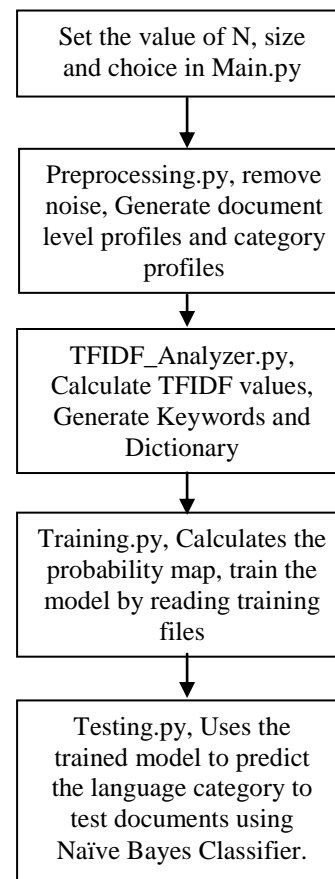 Set the value of N, size
and choice in Main.py
Preprocessing.py, remove
noise, Generate document
level profiles and category
profiles
TFIDF_Analyzer.py,
Calculate TFIDF values,
Generate Keywords and
Dictionary
Training.py, Calculates the
probability map, train the
model by reading training
files
Testing.py, Uses the
trained model to predict
the language category to
test documents using
Naïve Bayes Classifier.